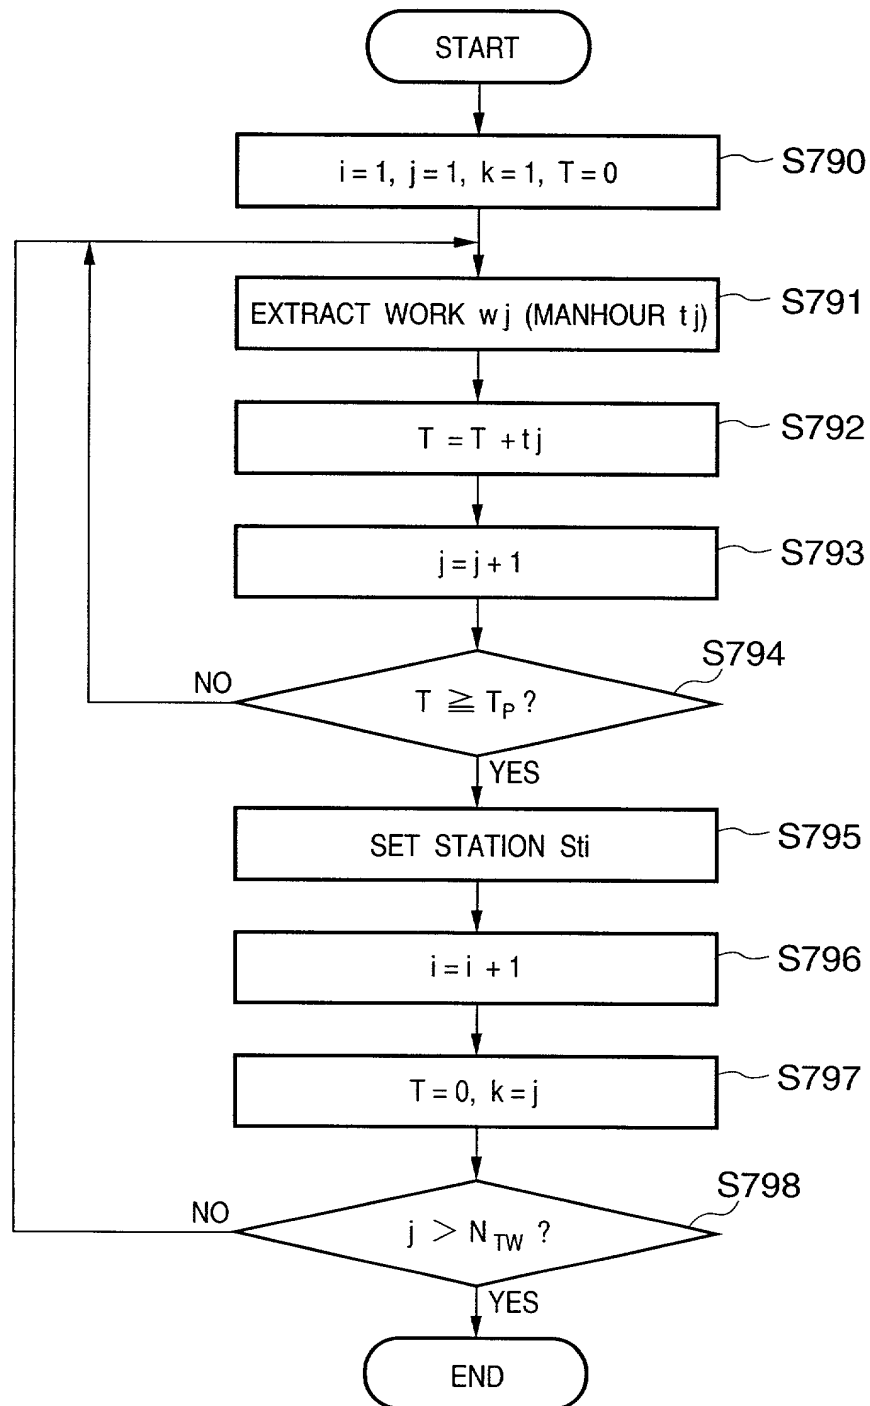 START
i = 1, j = 1, k = 1, T = 0
S790
EXTRACT WORK wj (MANHOUR tj)
S791
T = T + tj
S792
j = j + 1
S793
S794
NO
T ≧ TP ?
YES
SET STATION Sti
S795
i = i + 1
S796
T = 0, k = j
S797
S798
NO
j > NTW ?
YES
END